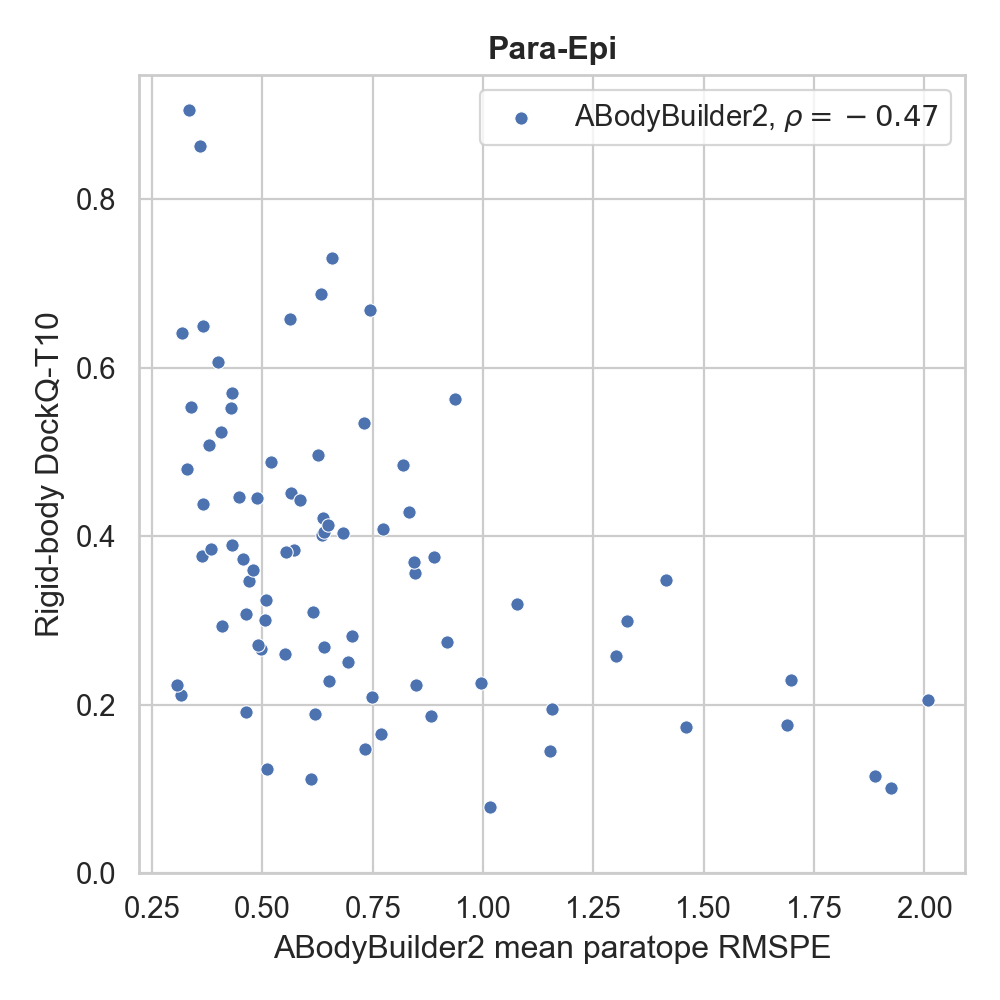 Para-Epi
ABodyBuilder2, ρ = − 0.47
Rigid-body DockQ-T10
0.8
0.6
0.4
0.2
0.0
0.25 0.50 0.75 1.00 1.25 1.50 1.75 2.00
ABodyBuilder2 mean paratope RMSPE